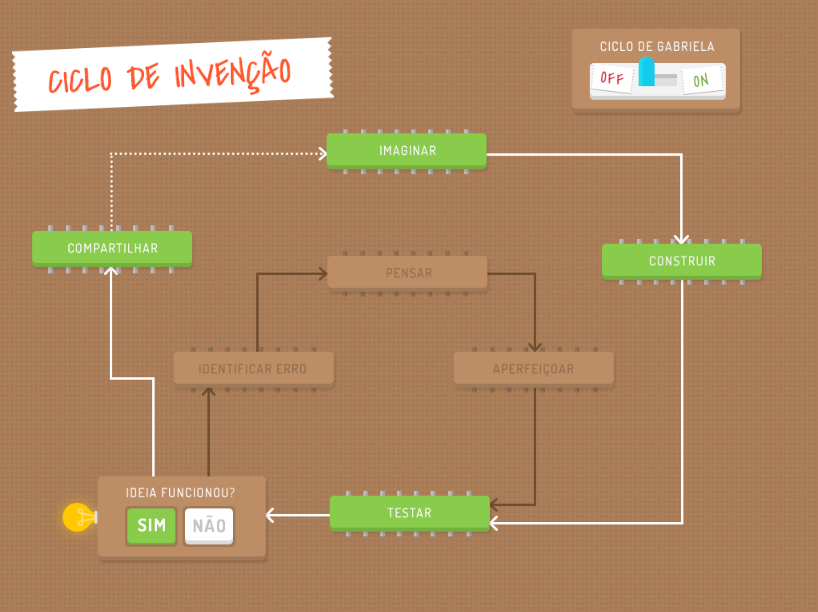 CICLO DE INVENÇÃO
CICLO DE GABRIELA
OFF
ON
IMAGINAR
COMPARTILHAR
CONSTRUIR
PENSAR
IDENTIFICAR ERRO
APERFEIÇOAR
IDEIA FUNCIONOU?
SIM
NÃO
TESTAR